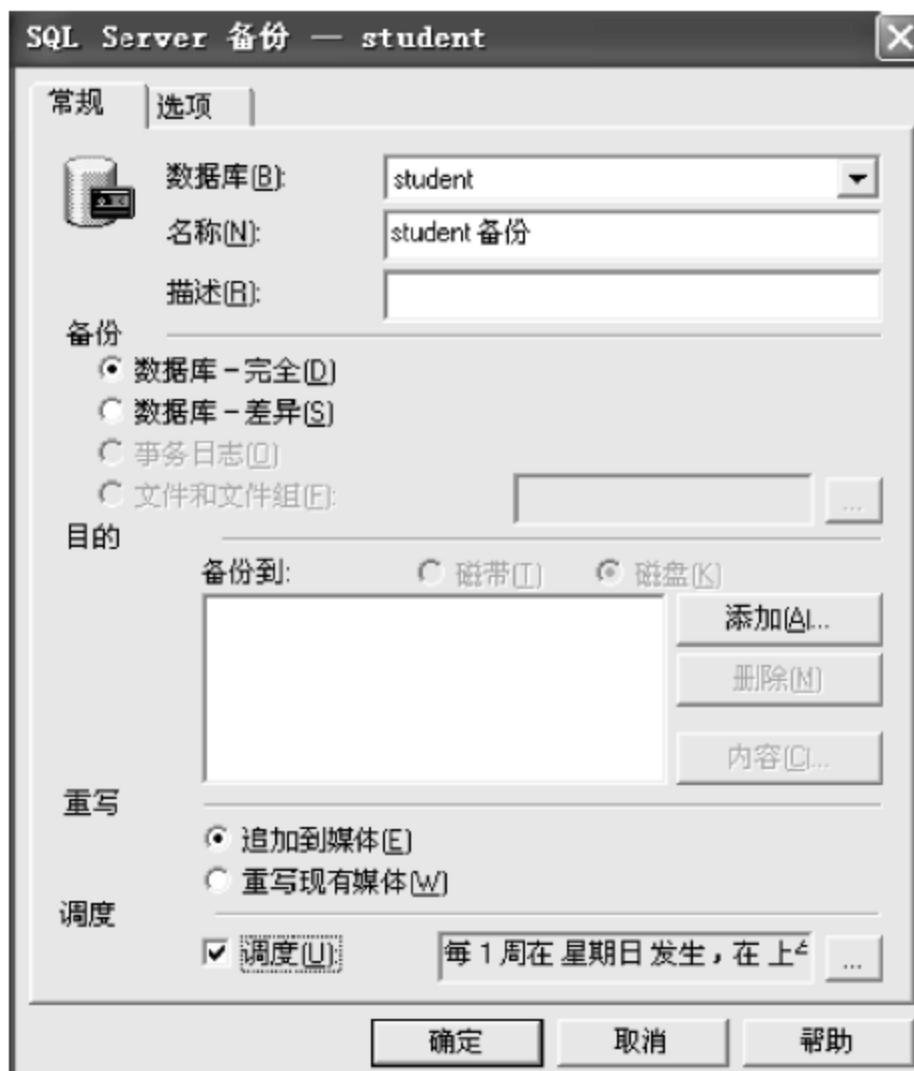 SQL Server 备份 — student
常规 选项
数据库(B): student
名称(N): student 备份
描述(R):
备份
数据库 - 完全(D)
数据库 - 差异(S)
事务日志(O)
文件和文件组(F): ...
目的
备份到: 磁带(T) 磁盘(K)
添加(A)...
删除(M)
内容(C)...
重写
追加到媒体(E)
重写现有媒体(W)
调度
调度(U): 每 1 周在 星期日 发生，在 上 ...
确定 取消 帮助